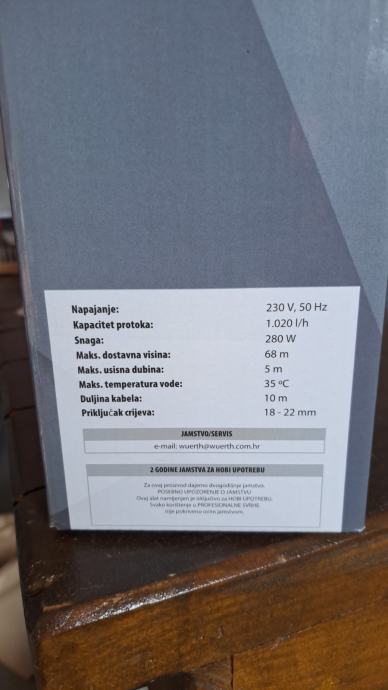 Napajanje: 230 V, 50 Hz
Kapacitet protoka: 1.020 l/h
Snaga: 280 W
Maks. dostavna visina: 68 m
Maks. usisna dubina: 5 m
Maks. temperatura vode: 35 ºC
Duljina kabela: 10 m
Priključak crijeva: 18 - 22 mm
JAMSTVO/SERVIS
e-mail: wuerth@wuerth.com.hr
2 GODINE JAMSTVA ZA HOBI UPOTREBU
Za ovaj proizvod dajemo dvogodišnje jamstvo.
POSEBNO UPOZORENJE O JAMSTVU
Ovaj alat namijenjen je isključivo za HOBI UPOTREBU.
Svako korištenje u PROFESIONALNE SVRHE
nije pokriveno ovim jamstvom.